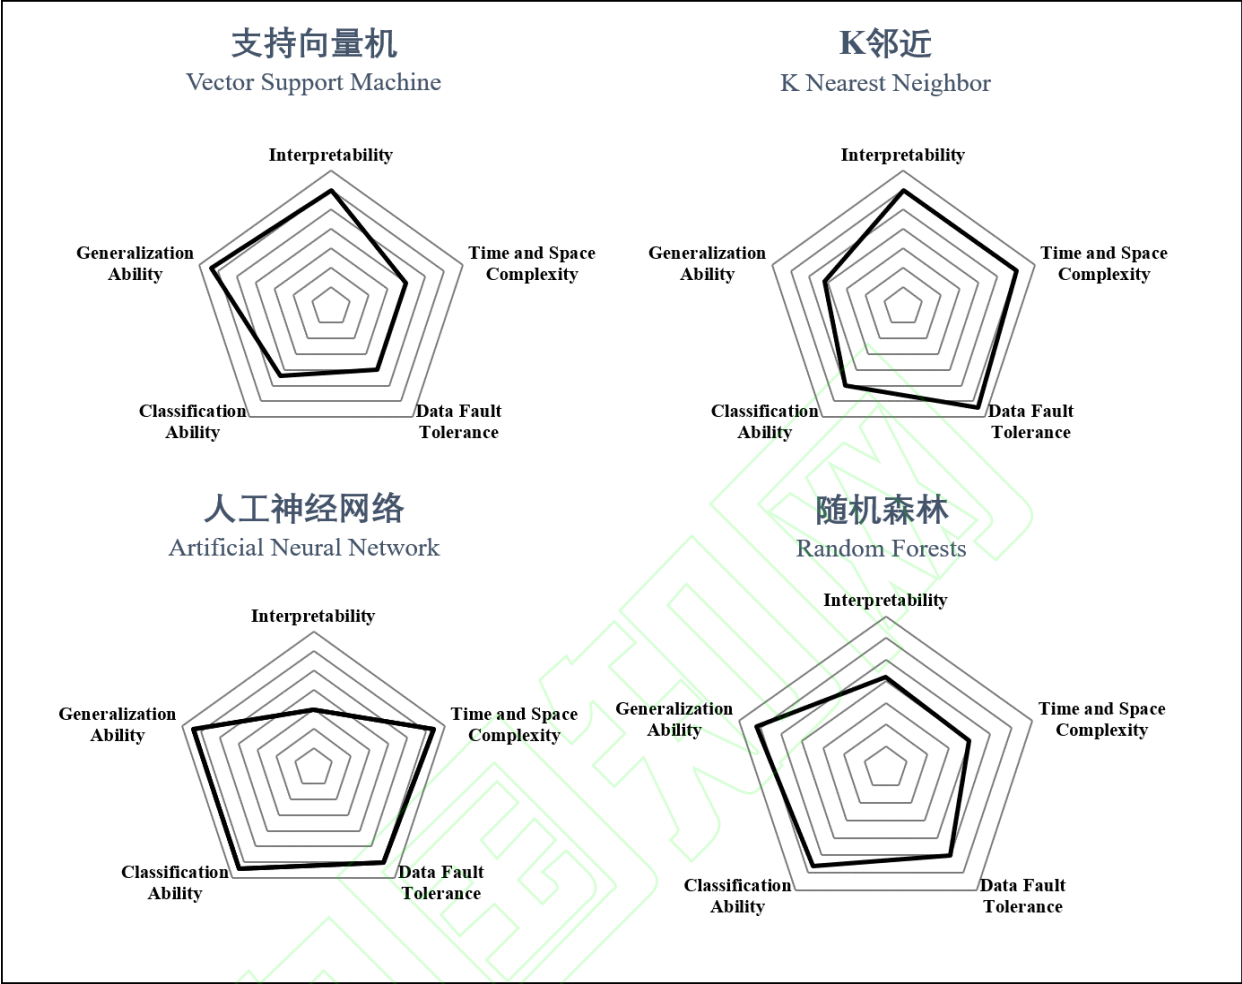 支持向量机
Vector Support Machine
Interpretability
Generalization
Ability
Time and Space
Complexity
Classification
Ability
Data Fault
Tolerance
K邻近
K Nearest Neighbor
Interpretability
Generalization
Ability
Time and Space
Complexity
Classification
Ability
Data Fault
Tolerance
人工神经网络
Artificial Neural Network
Interpretability
Generalization
Ability
Time and Space
Complexity
Classification
Ability
Data Fault
Tolerance
随机森林
Random Forests
Interpretability
Generalization
Ability
Time and Space
Complexity
Classification
Ability
Data Fault
Tolerance